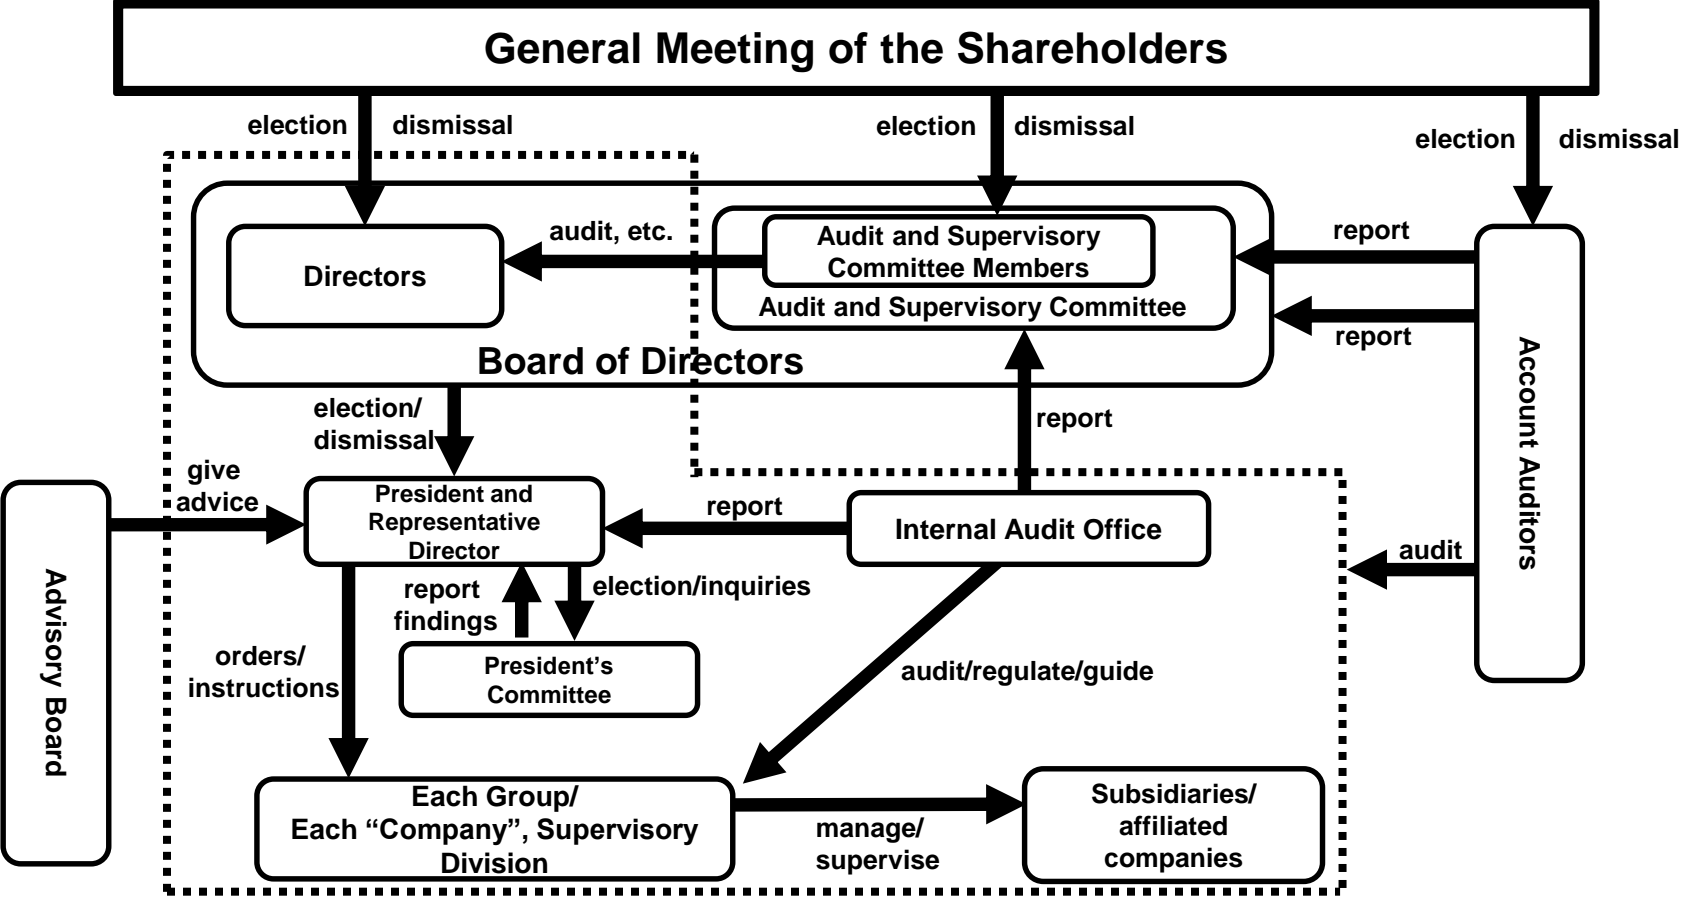 General Meeting of the Shareholders
election
dismissal
election
dismissal
election
dismissal
Directors
audit, etc.
Audit and Supervisory
Committee Members
Audit and Supervisory Committee
Board of Directors
report
report
Account Auditors
election/
dismissal
report
give
advice
Advisory Board
President and
Representative
Director
report
Internal Audit Office
audit
report
findings
election/inquiries
orders/
instructions
President’s
Committee
audit/regulate/guide
Each Group/
Each “Company”, Supervisory
Division
manage/
supervise
Subsidiaries/
affiliated
companies